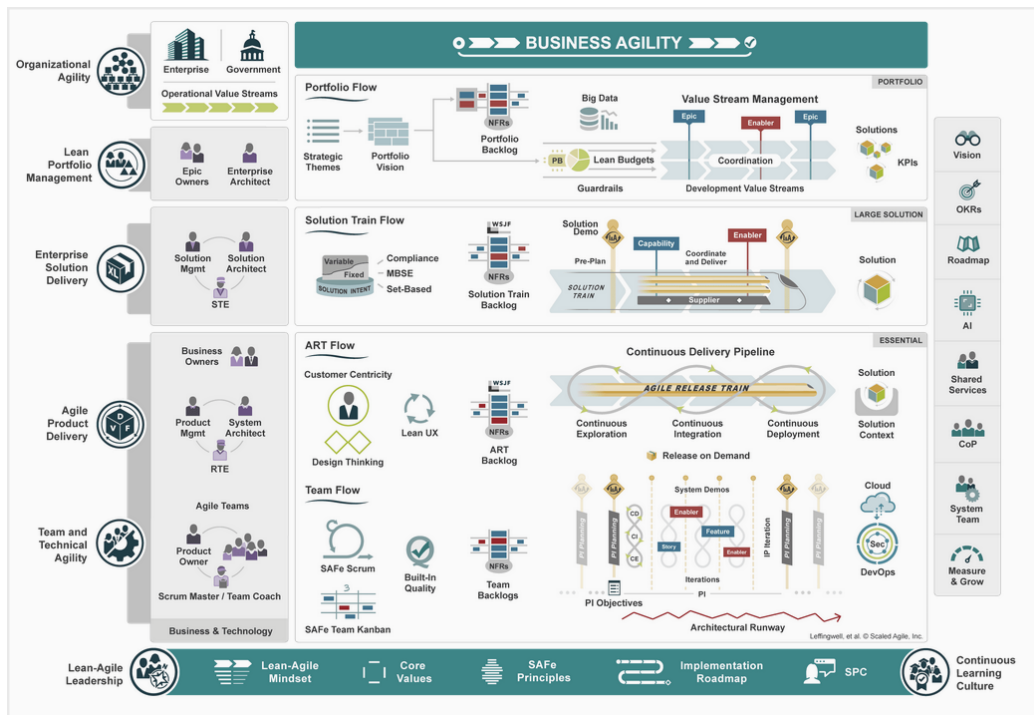 Organizational
Agility
Enterprise
Government
Operational Value Streams
BUSINESS AGILITY
PORTFOLIO
Portfolio Flow
Strategic
Themes
Portfolio
Vision
NFRs
Portfolio
Backlog
Big Data
PB
Lean Budgets
Guardrails
Value Stream Management
Epic
Enabler
Epic
Coordination
Development Value Streams
Solutions
KPIs
Lean
Portfolio
Management
Epic
Owners
Enterprise
Architect
Enterprise
Solution
Delivery
XL
Solution
Mgmt
Solution
Architect
STE
LARGE SOLUTION
Solution Train Flow
Variable
Fixed
SOLUTION INTENT
Compliance
MBSE
Set-Based
WSJF
NFRs
Solution Train
Backlog
Solution
Demo
I&A
Pre-Plan
Capability
Coordinate
and Deliver
Enabler
I&A
SOLUTION
TRAIN
Supplier
Solution
Agile
Product
Delivery
D
V
F
Business
Owners
Product
Mgmt
System
Architect
RTE
ESSENTIAL
ART Flow
Customer Centricity
Design Thinking
Lean UX
WSJF
NFRs
ART
Backlog
Continuous Delivery Pipeline
AGILE RELEASE TRAIN
Continuous
Exploration
Continuous
Integration
Continuous
Deployment
Release on Demand
Solution
Solution
Context
Team and
Technical
Agility
Agile Teams
Product
Owner
Scrum Master / Team Coach
Business & Technology
Team Flow
SAFe Scrum
3
SAFe Team Kanban
Built-In
Quality
NFRs
Team
Backlogs
I&A
I&A
I&A
I&A
PI Planning
PI Planning
CD
CI
CE
System Demos
Enabler
Feature
Story
Enabler
Iterations
IP Iteration
PI Planning
PI Planning
PI
PI Objectives
Architectural Runway
Cloud
Sec
DevOps
Leffingwell, et al. © Scaled Agile, Inc.
Vision
OKRs
Roadmap
AI
Shared
Services
CoP
System
Team
Measure
& Grow
Lean-Agile
Leadership
Lean-Agile
Mindset
Core
Values
SAFe
Principles
Implementation
Roadmap
SPC
Continuous
Learning
Culture